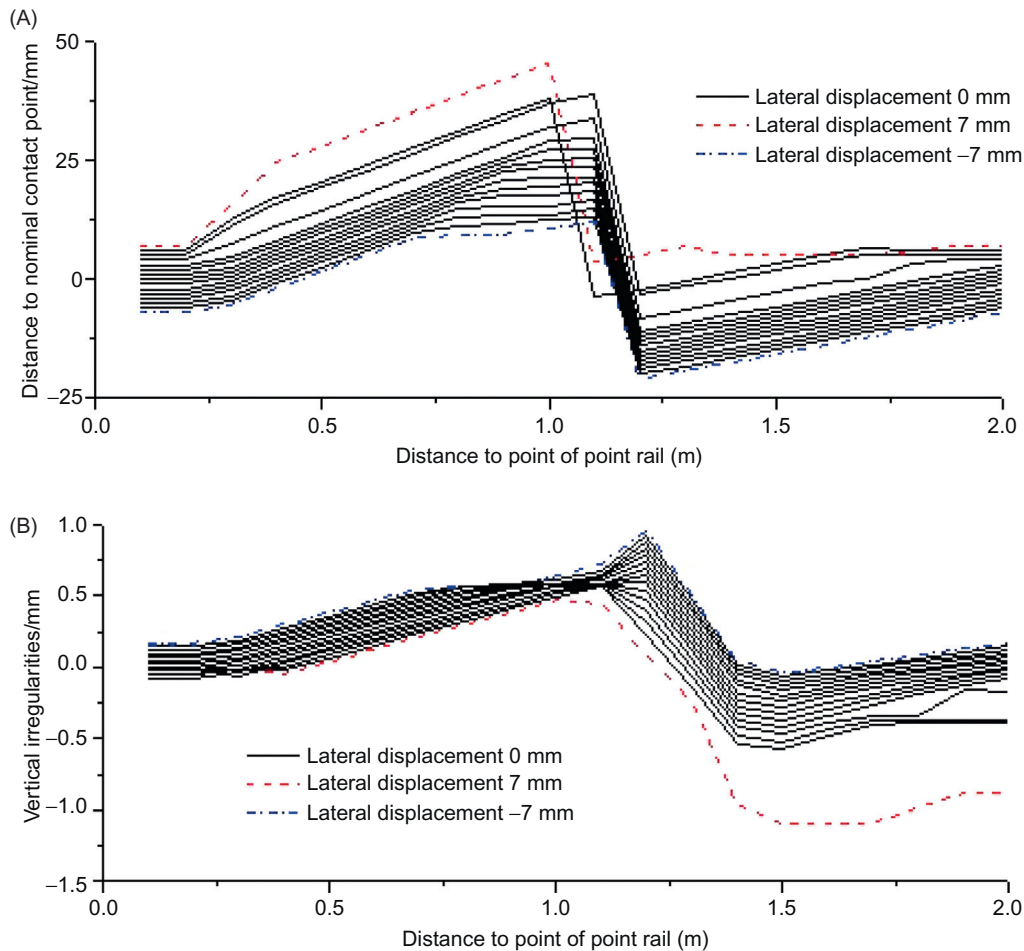 (A)
50
25
0
−25
Distance to nominal contact point/mm
Lateral displacement 0 mm
Lateral displacement 7 mm
Lateral displacement −7 mm
0.0
0.5
1.0
1.5
2.0
Distance to point of point rail (m)
(B)
1.0
0.5
0.0
−0.5
−1.0
−1.5
Vertical irregularities/mm
Lateral displacement 0 mm
Lateral displacement 7 mm
Lateral displacement −7 mm
0.0
0.5
1.0
1.5
2.0
Distance to point of point rail (m)